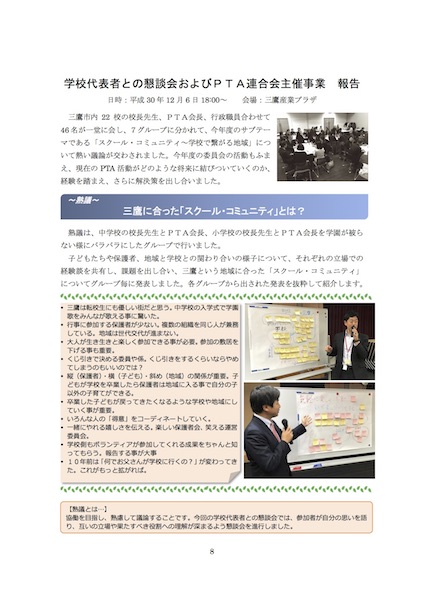 学校代表者との懇談会およびＰＴＡ連合会主催事業　報告
日時：平成 30 年 12 月 6 日 18:00～　会場：三鷹産業プラザ
三鷹市内 22 校の校長先生、ＰＴＡ会長、行政職員合わせて
46 名が一堂に会し、7 グループに分かれて、今年度のサブテー
マである「スクール・コミュニティ～学校で繋がる地域」につ
いて熱い議論が交わされました。今年度の委員会の活動もふま
え、現在の PTA 活動がどのような将来に結びついていくのか、
経験を踏まえ、さらに解決策を出し合いました。
～熟議～
三鷹に合った「スクール・コミュニティ」とは？
熟議は、中学校の校長先生とＰＴＡ会長、小学校の校長先生とＰＴＡ会長を学園が被ら
ない様にバラバラにしたグループで行いました。
子どもたちや保護者、地域と学校との関わり合いの様子について、それぞれの立場での
経験談を共有し、課題を出し合い、三鷹という地域に合った「スクール・コミュニティ」
についてグループ毎に発表しました。各グループから出された発表を抜粋して紹介します。
• 三鷹は転校生にも優しい街だと思う。中学校の入学式で学園
歌をみんなが歌える事に驚いた。
• 行事に参加する保護者が少ない。複数の組織を同じ人が兼務
している。地域は世代交代が進まない。
• 大人が生き生きと楽しく参加できる事が必要。参加の敷居を
下げる事も重要。
• くじ引きで決める委員や係。くじ引きをするくらいならやめ
てしまうのもいいのでは？
• 縦（保護者）・横（子ども）・斜め（地域）の関係が重要。子
どもが学校を卒業したら保護者は地域に入る事で自分の子
以外の子育てができる。
• 卒業した子どもが戻ってきたくなるような学校や地域にし
ていく事が重要。
• いろんな人の「得意」をコーディネートしていく。
• 一緒にやれる嬉しさを伝える。楽しい保護者会、笑える運営
委員会。
• 学校側もボランティアが参加してくれる成果をちゃんと知
ってもらう。報告する事が大事
• １０年前は「何でお父さんが学校に行くの？」が変わってき
た。これがもっと拡がれば。
【熟議とは…】
協働を目指し、熟慮して議論することです。今回の学校代表者との懇談会では、参加者が自分の思いを語
り、互いの立場や果たすべき役割への理解が深まるよう懇談会を進行しました。
8